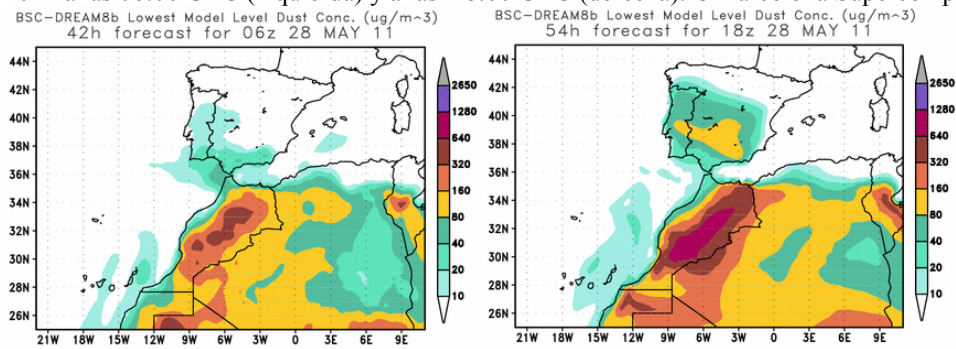 BSC-DREAM8b Lowest Model Level Dust Conc. (ug/m^3)
42h forecast for 06z 28 MAY 11
44N
42N
40N
38N
36N
34N
32N
30N
28N
26N
21W 18W 15W 12W 9W 6W 3W 0 3E 6E 9E
2650
1280
640
320
160
80
40
20
10
BSC-DREAM8b Lowest Model Level Dust Conc. (ug/m^3)
54h forecast for 18z 28 MAY 11
44N
42N
40N
38N
36N
34N
32N
30N
28N
26N
21W 18W 15W 12W 9W 6W 3W 0 3E 6E 9E
2650
1280
640
320
160
80
40
20
10